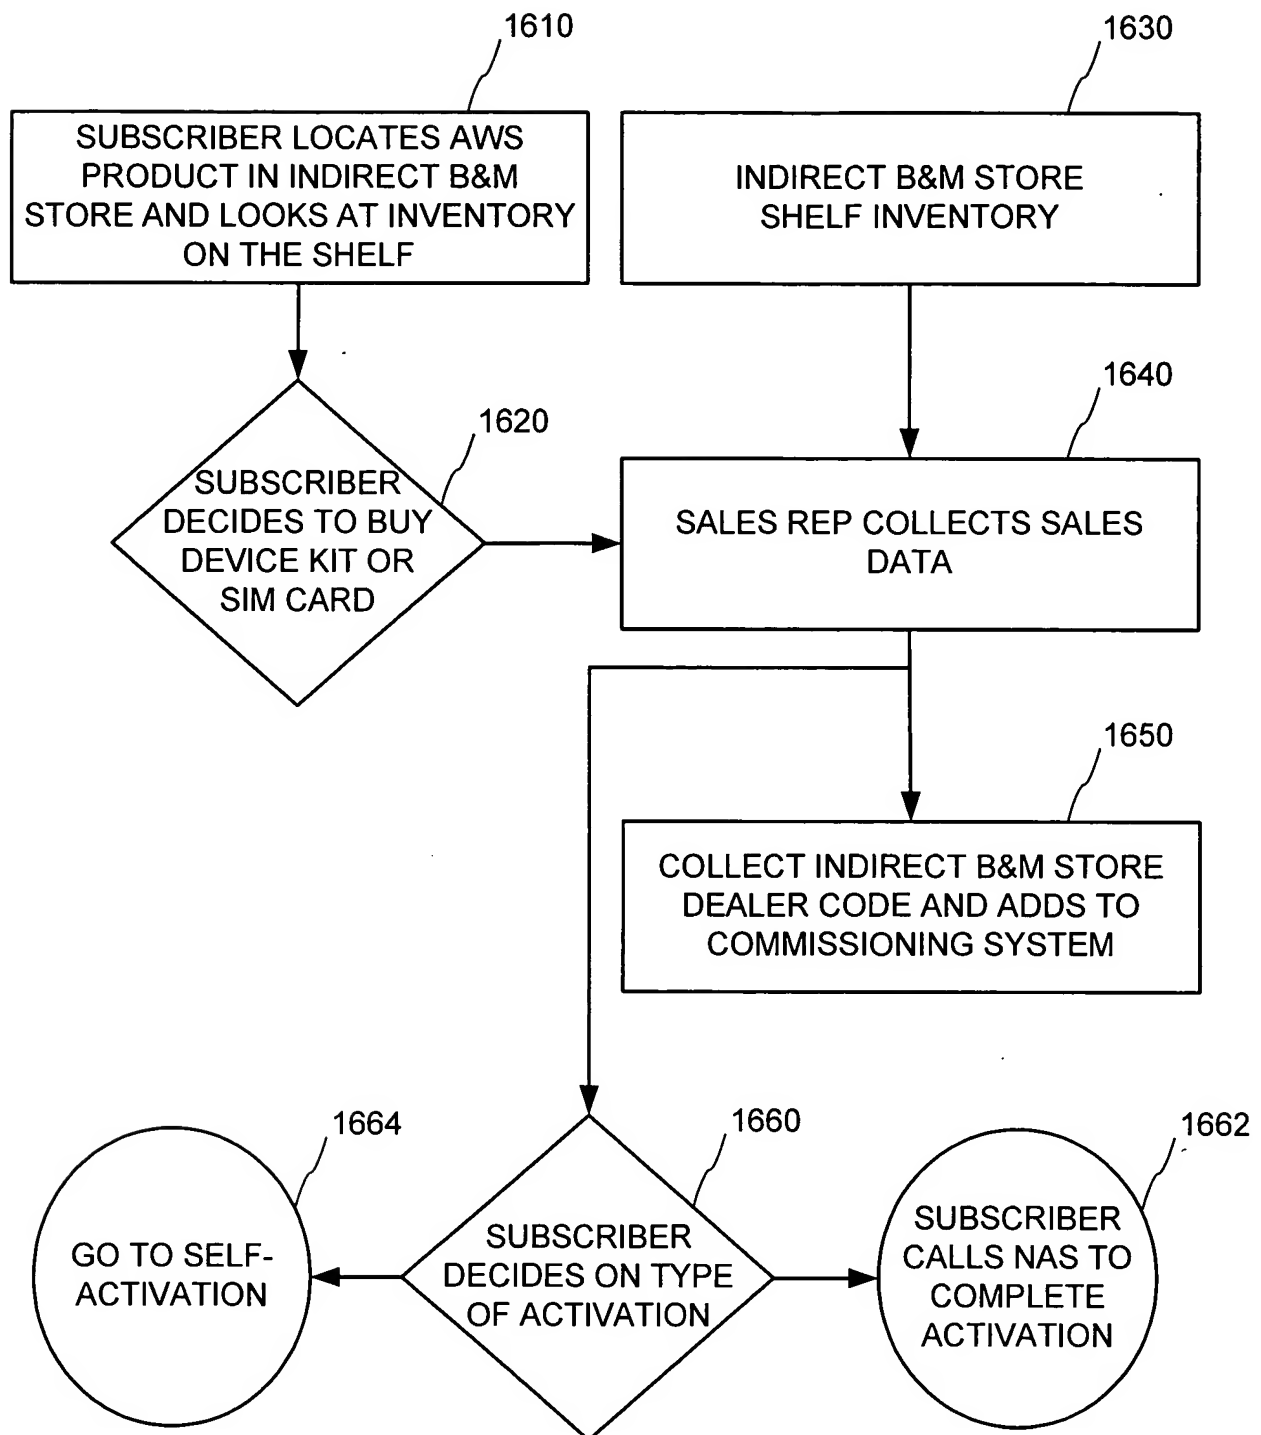 1610
SUBSCRIBER LOCATES AWS
PRODUCT IN INDIRECT B&M
STORE AND LOOKS AT INVENTORY
ON THE SHELF
1630
INDIRECT B&M STORE
SHELF INVENTORY
1620
SUBSCRIBER
DECIDES TO BUY
DEVICE KIT OR
SIM CARD
1640
SALES REP COLLECTS SALES
DATA
1650
COLLECT INDIRECT B&M STORE
DEALER CODE AND ADDS TO
COMMISSIONING SYSTEM
1664
GO TO SELF-
ACTIVATION
1660
SUBSCRIBER
DECIDES ON TYPE
OF ACTIVATION
1662
SUBSCRIBER
CALLS NAS TO
COMPLETE
ACTIVATION